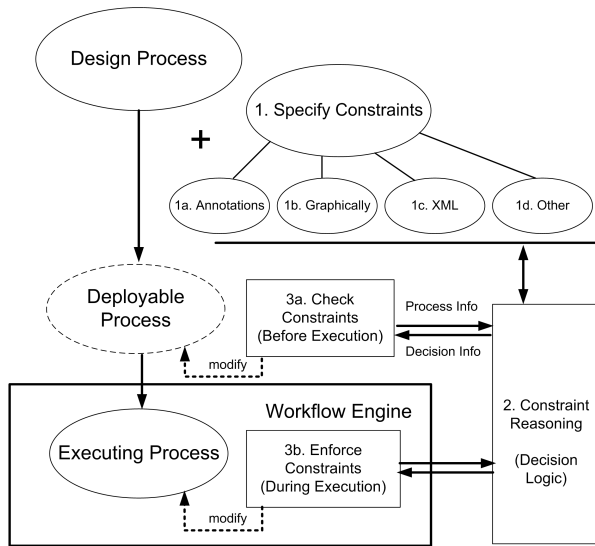 Design Process
1. Specify Constraints
+
1a. Annotations
1b. Graphically
1c. XML
1d. Other
Deployable
Process
3a. Check
Constraints
(Before Execution)
Process Info
Decision Info
modify
2. Constraint
Reasoning
(Decision
Logic)
Workflow Engine
Executing Process
3b. Enforce
Constraints
(During Execution)
modify